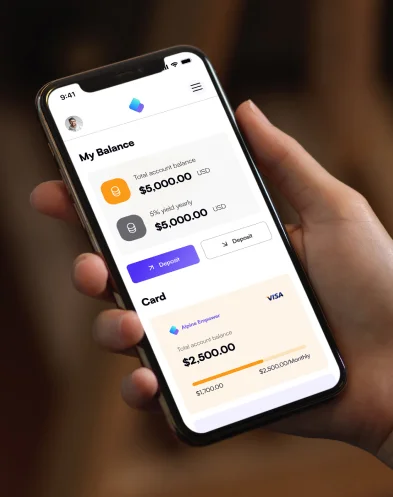 9:41
My Balance
Total account balance
$5,000.00 USD
5% yield yearly
$5,000.00 USD
Deposit
Deposit
Card
Alpine Empower
VISA
Total account balance
$2,500.00
$1,700.00
$2,500.00/Monthly